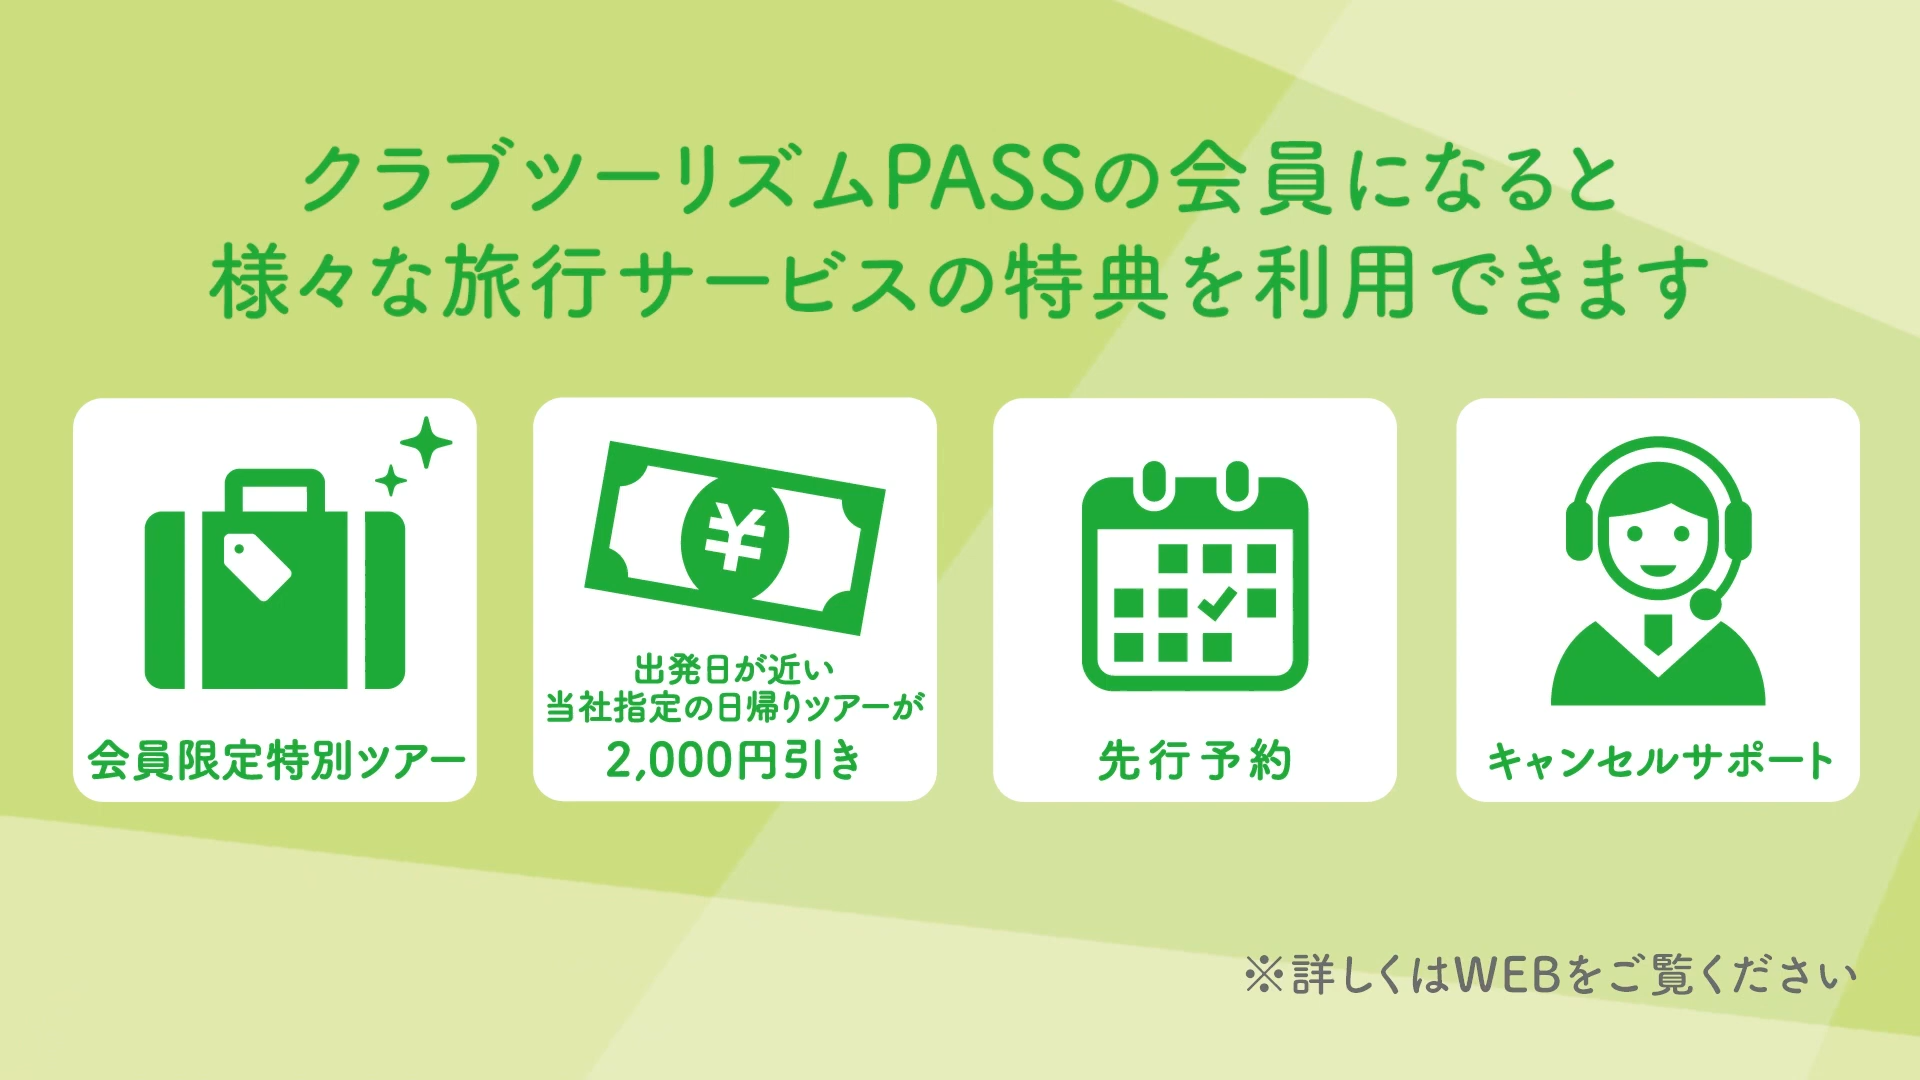 クラブツーリズムPASSの会員になると
様々な旅行サービスの特典を利用できます
会員限定特別ツアー
出発日が近い
当社指定の日帰りツアーが
2,000円引き
先行予約
キャンセルサポート
※詳しくはWEBをご覧ください